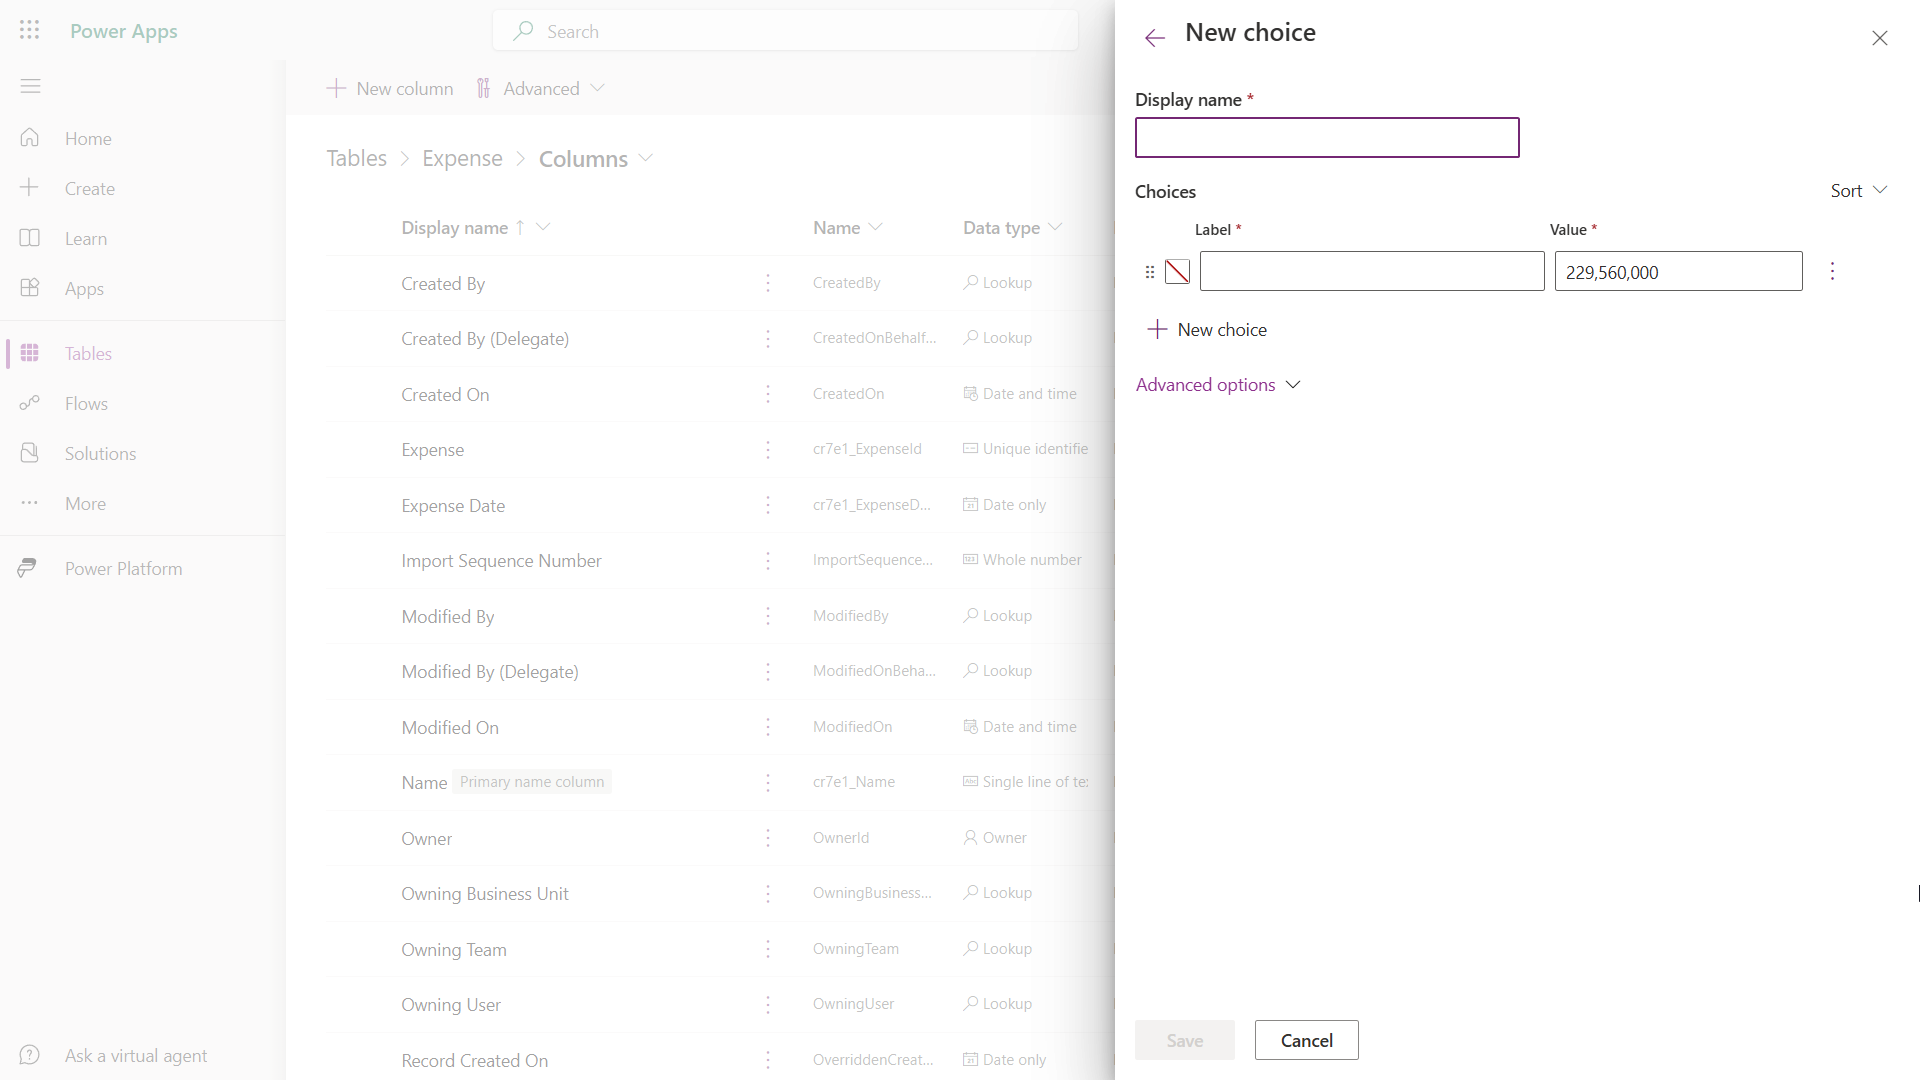 Power Apps
Search
Home
Create
Learn
Apps
Tables
Flows
Solutions
More
Power Platform
Ask a virtual agent
New column
Advanced
Tables > Expense > Columns
Display name ↑ Name Data type
Created By CreatedBy Lookup
Created By (Delegate) CreatedOnBehalf... Lookup
Created On CreatedOn Date and time
Expense cr7e1_ExpenseId Unique identifie
Expense Date cr7e1_ExpenseD... Date only
Import Sequence Number ImportSequence... Whole number
Modified By ModifiedBy Lookup
Modified By (Delegate) ModifiedOnBeha... Lookup
Modified On ModifiedOn Date and time
Name Primary name column cr7e1_Name Single line of te
Owner OwnerId Owner
Owning Business Unit OwningBusiness... Lookup
Owning Team OwningTeam Lookup
Owning User OwningUser Lookup
Record Created On OverriddenCreat... Date only
New choice
Display name *
Choices Sort
Label * Value *
229,560,000
New choice
Advanced options
Save Cancel